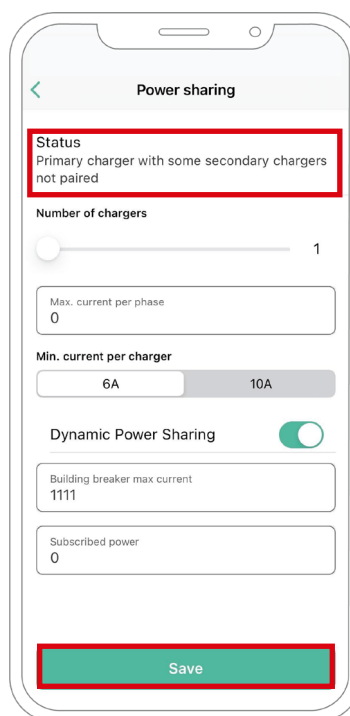 Power sharing
Status
Primary charger with some secondary chargers
not paired
Number of chargers
1
Max. current per phase
0
Min. current per charger
6A 10A
Dynamic Power Sharing
Building breaker max current
1111
Subscribed power
0
Save